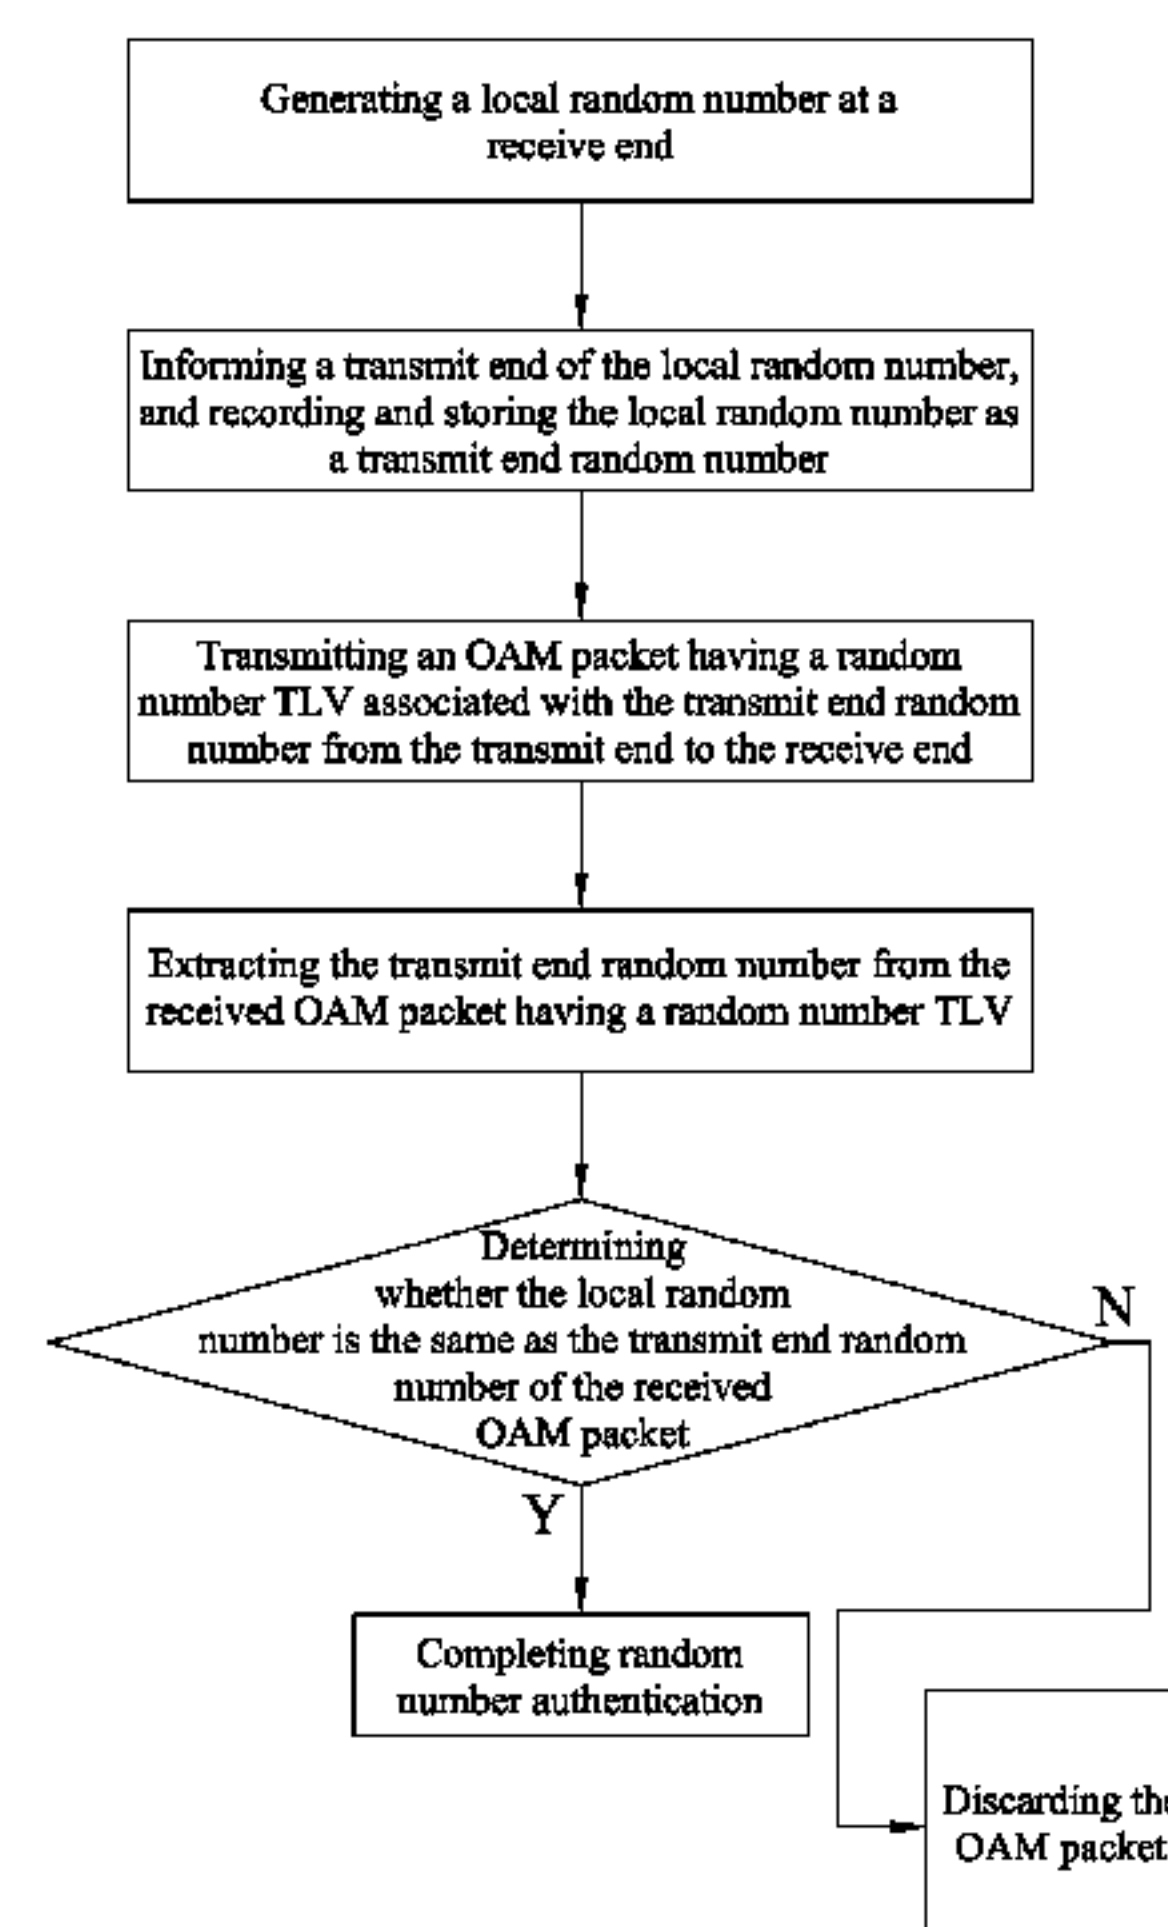 Generating a local random number at a
receive end
Informing a transmit end of the local random number,
and recording and storing the local random number as
a transmit end random number
Transmitting an OAM packet having a random
number TLV associated with the transmit end random
number from the transmit end to the receive end
Extracting the transmit end random number from the
received OAM packet having a random number TLV
Determining
whether the local random
number is the same as the transmit end random
number of the received
OAM packet
N
Y
Completing random
number authentication
Discarding the
OAM packet